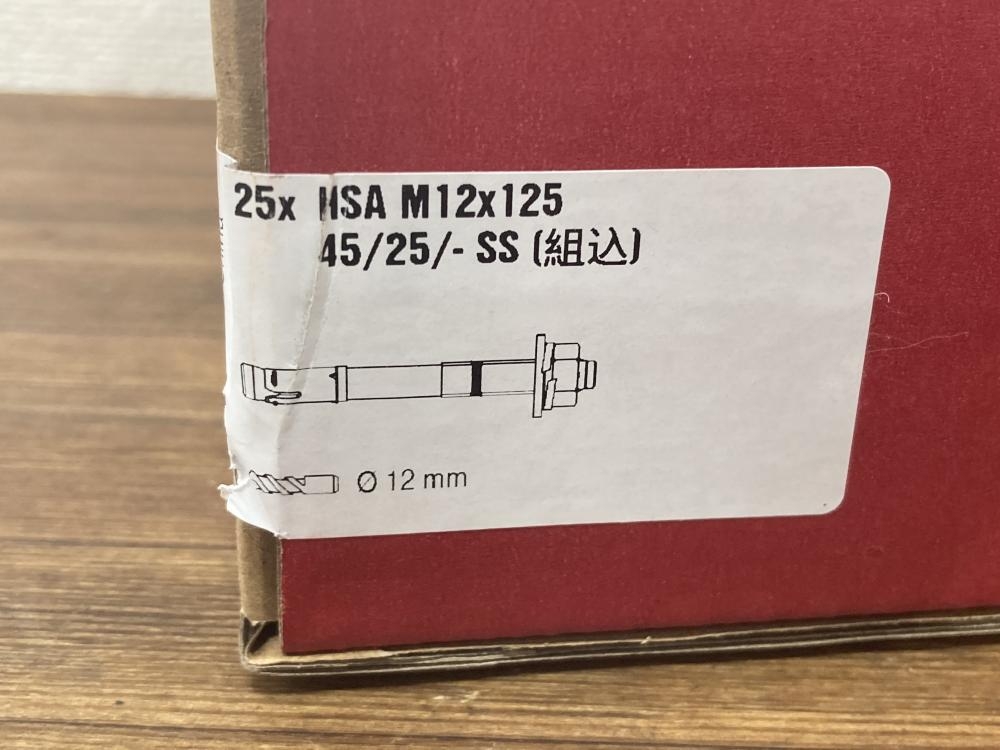 25x HSA M12x125
45/25/- SS (組込)
Ø 12 mm